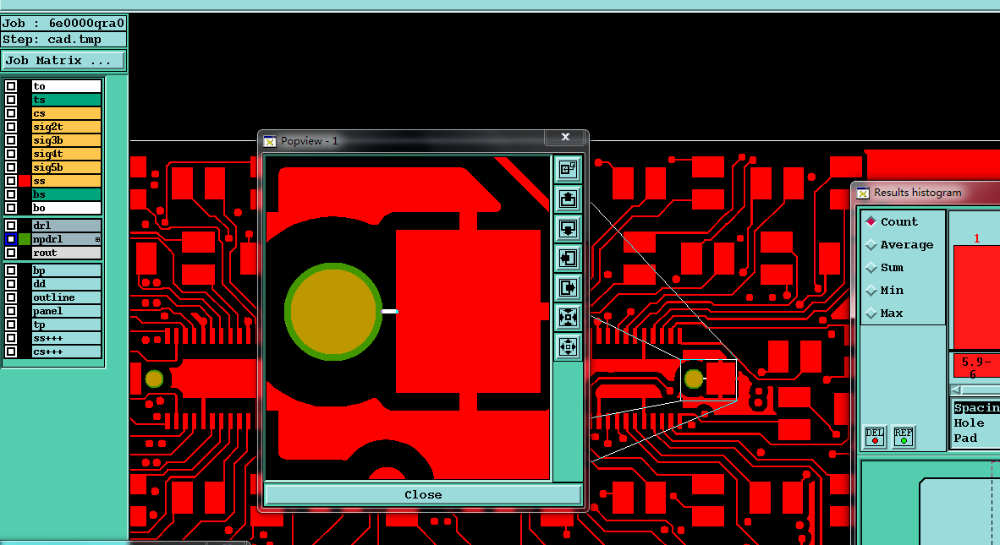 Job : 6e0000qra0
Step: cad.tmp
Job Matrix ...
to
ts
cs
sig2t
sig3b
sig4t
sig5b
ss
bs
bo
drl
npdrl
rout
bp
dd
outline
panel
tp
ss+++
cs+++
Popview - 1
X
Close
Results histogram
Count
Average
Sum
Min
Max
DEL
REF
1
5.9-
6
Spacin
Hole
Pad